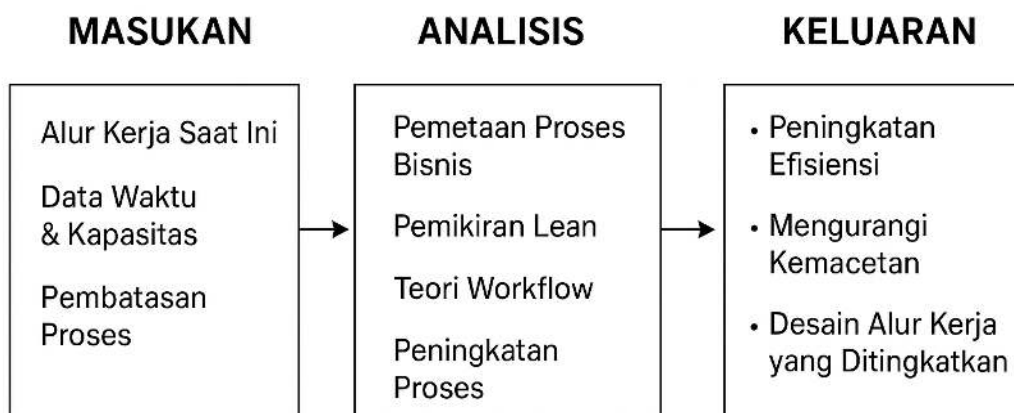 MASUKAN
Alur Kerja Saat Ini
Data Waktu
& Kapasitas
Pembatasan
Proses
ANALISIS
Pemetaan Proses
Bisnis
Pemikiran Lean
Teori Workflow
Peningkatan
Proses
KELUARAN
• Peningkatan
Efisiensi
• Mengurangi
Kemacetan
• Desain Alur Kerja
yang Ditingkatkan